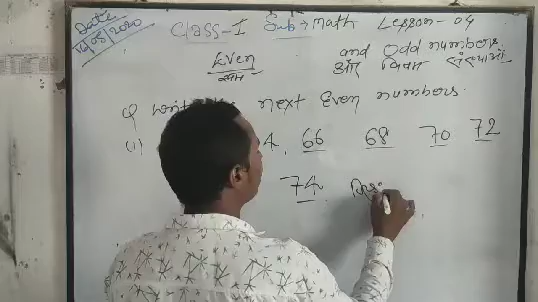 Date
16/08/2020
Class-I Sub → Math Lesson-04
Even and Odd numbers
सम और विषम संख्याओं
Q Write the next Even numbers.
(1) 4, 66 68 70 72
74.